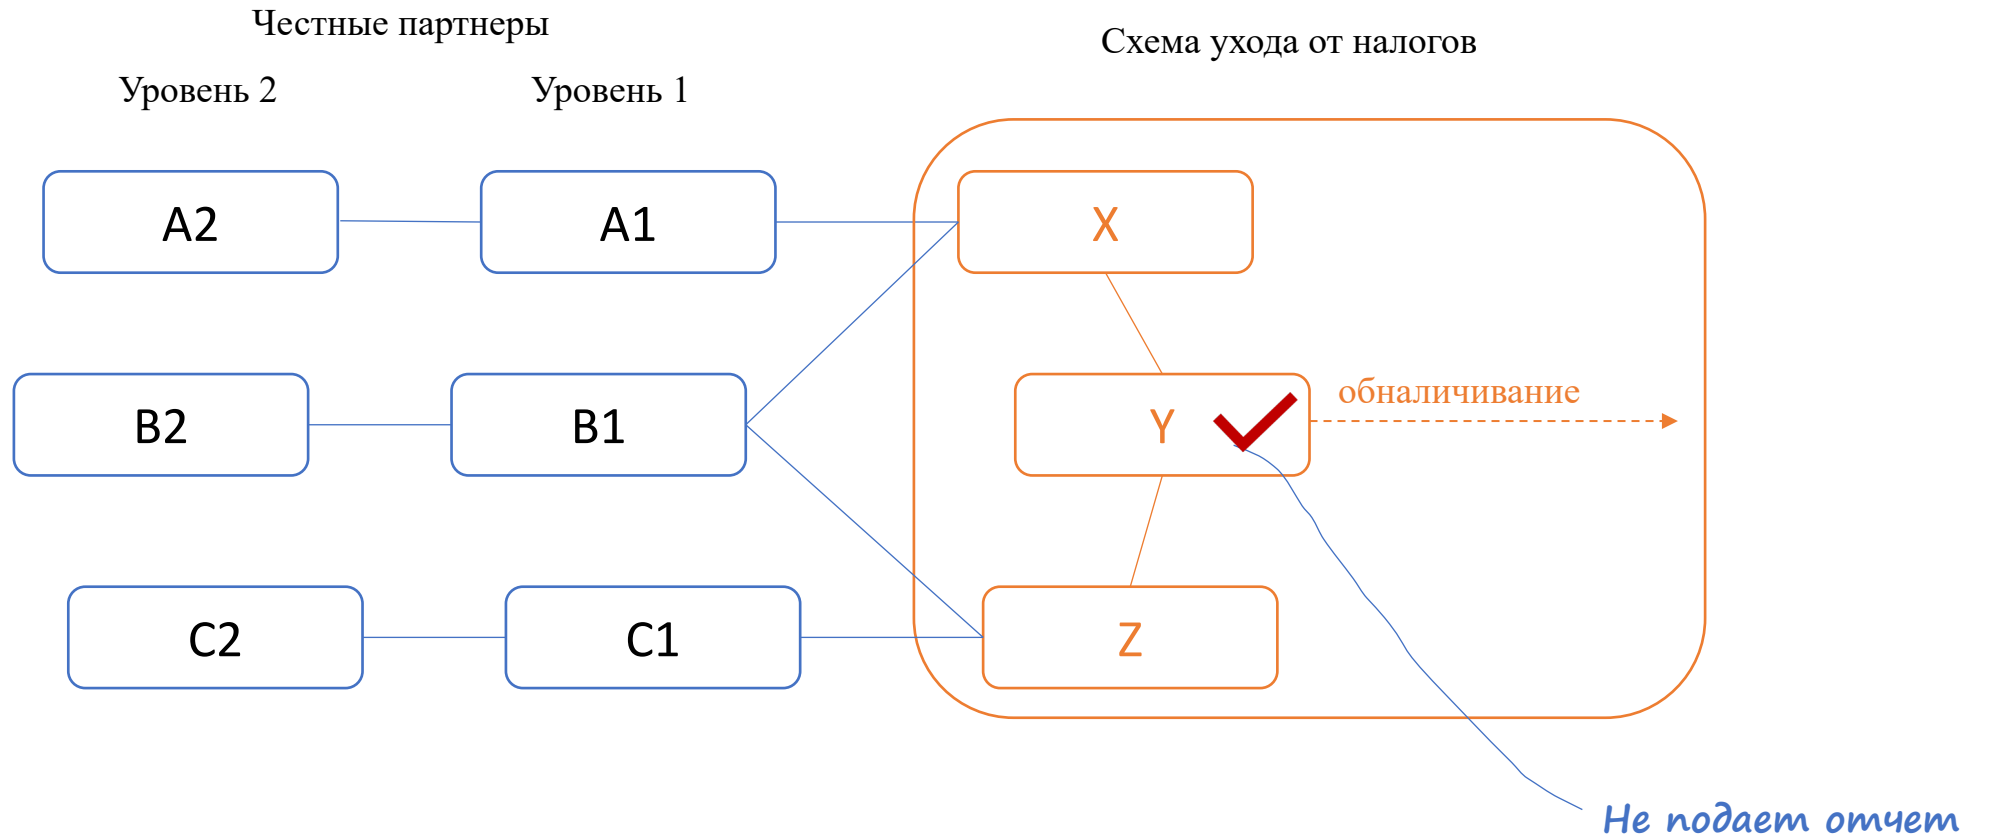 Честные партнеры
Схема ухода от налогов
Уровень 2
Уровень 1
A2
A1
X
B2
B1
Y
обналичивание
C2
C1
Z
Не подает отчет